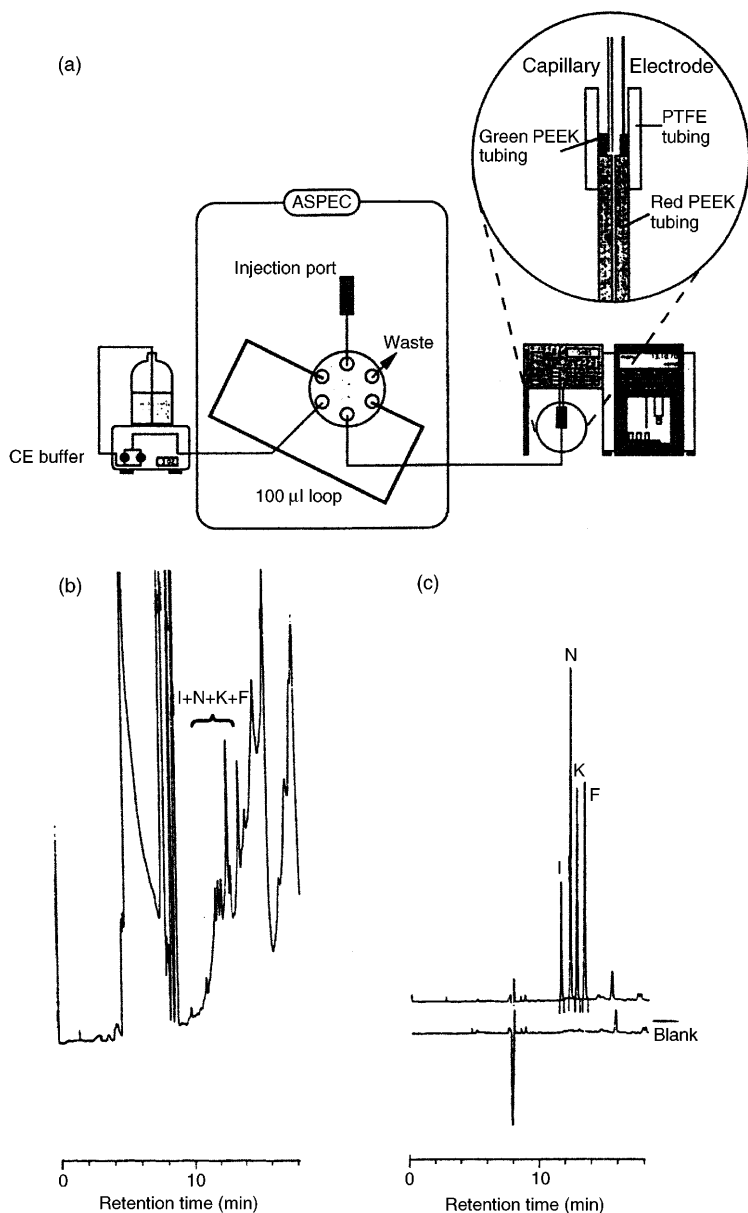 (a)
Capillary
Electrode
Green PEEK
tubing
PTFE
tubing
Red PEEK
tubing
ASPEC
Injection port
Waste
CE buffer
100 µl loop
(b)
I+N+K+F
0
10
Retention time (min)
(c)
N
K
F
I
Blank
0
10
Retention time (min)